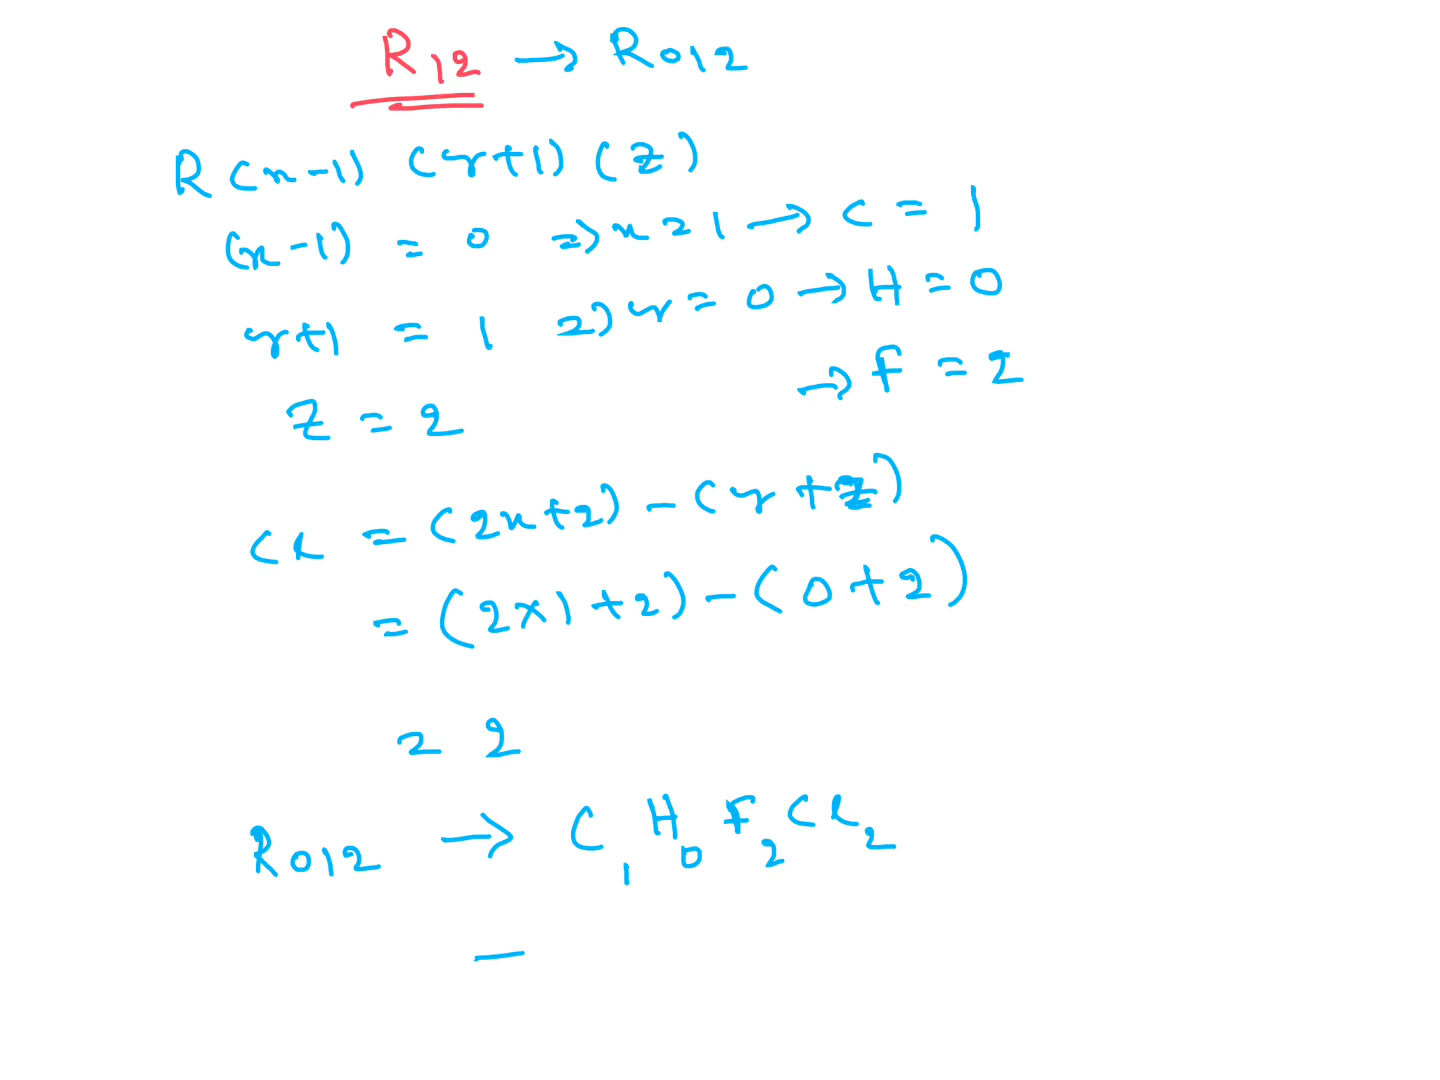 R12 → R012
R (n-1) (r+1) (z)
(n-1) = 0 => n = 1 → C = 1
r+1 = 1 => r = 0 → H = 0
→ F = 2
Z = 2
Cl = (2n+2) - (r + z)
= (2×1+2) - (0+2)
= 2
R012 → C1 H0 F2 Cl2